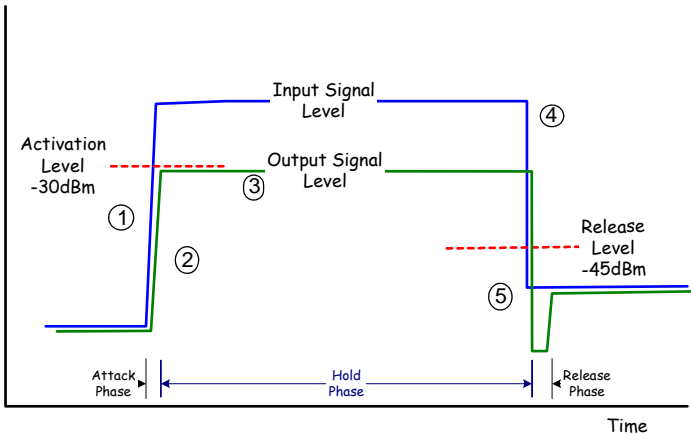 Input Signal
Level
④
Activation
Level
-30dBm
Output Signal
Level
③
①
Release
Level
-45dBm
②
⑤
Attack
Phase
Hold
Phase
Release
Phase
Time